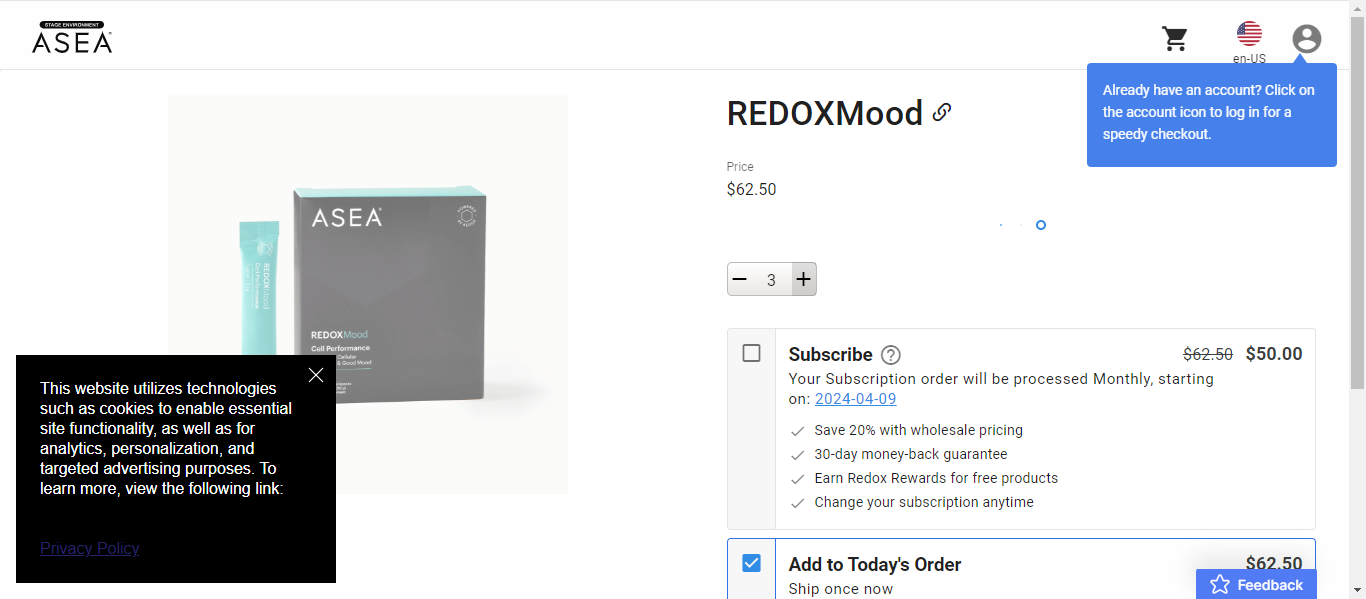 STAGE ENVIRONMENT
ASEA
en-US
Already have an account? Click on
the account icon to log in for a
speedy checkout.
REDOXMood
Price
$62.50
3
ASEA
REDOXMood
Cell Performance
REDOXMood
Cell Performance
Cellular
& Good Mood
Subscribe
$62.50 $50.00
Your Subscription order will be processed Monthly, starting
on: 2024-04-09
Save 20% with wholesale pricing
30-day money-back guarantee
Earn Redox Rewards for free products
Change your subscription anytime
Add to Today's Order
$62.50
Ship once now
Feedback
This website utilizes technologies
such as cookies to enable essential
site functionality, as well as for
analytics, personalization, and
targeted advertising purposes. To
learn more, view the following link:
Privacy Policy